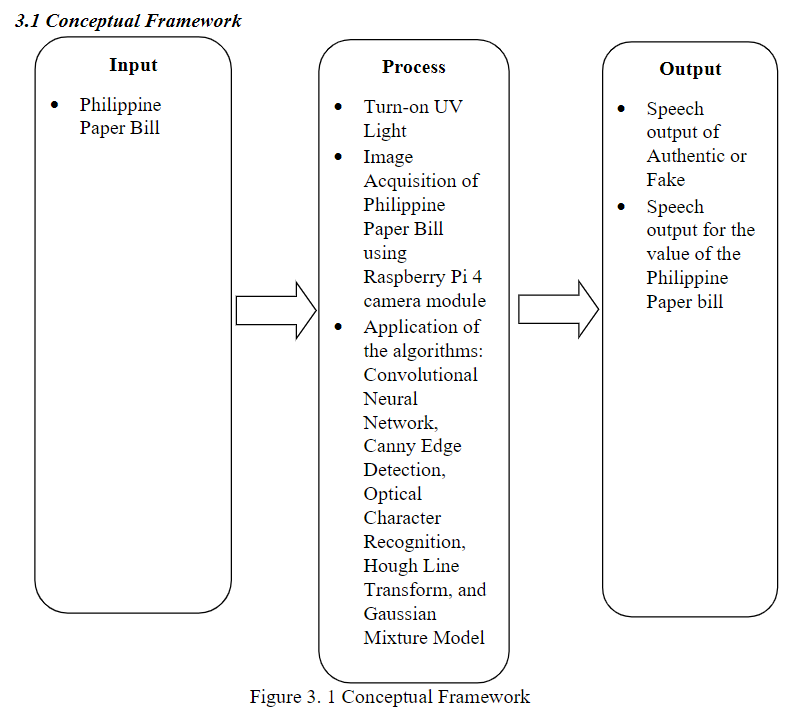 3.1 Conceptual Framework
Input
• Philippine
Paper Bill
Process
• Turn-on UV
Light
• Image
Acquisition of
Philippine
Paper Bill
using
Raspberry Pi 4
camera module
• Application of
the algorithms:
Convolutional
Neural
Network,
Canny Edge
Detection,
Optical
Character
Recognition,
Hough Line
Transform, and
Gaussian
Mixture Model
Output
• Speech
output of
Authentic or
Fake
• Speech
output for the
value of the
Philippine
Paper bill
Figure 3. 1 Conceptual Framework